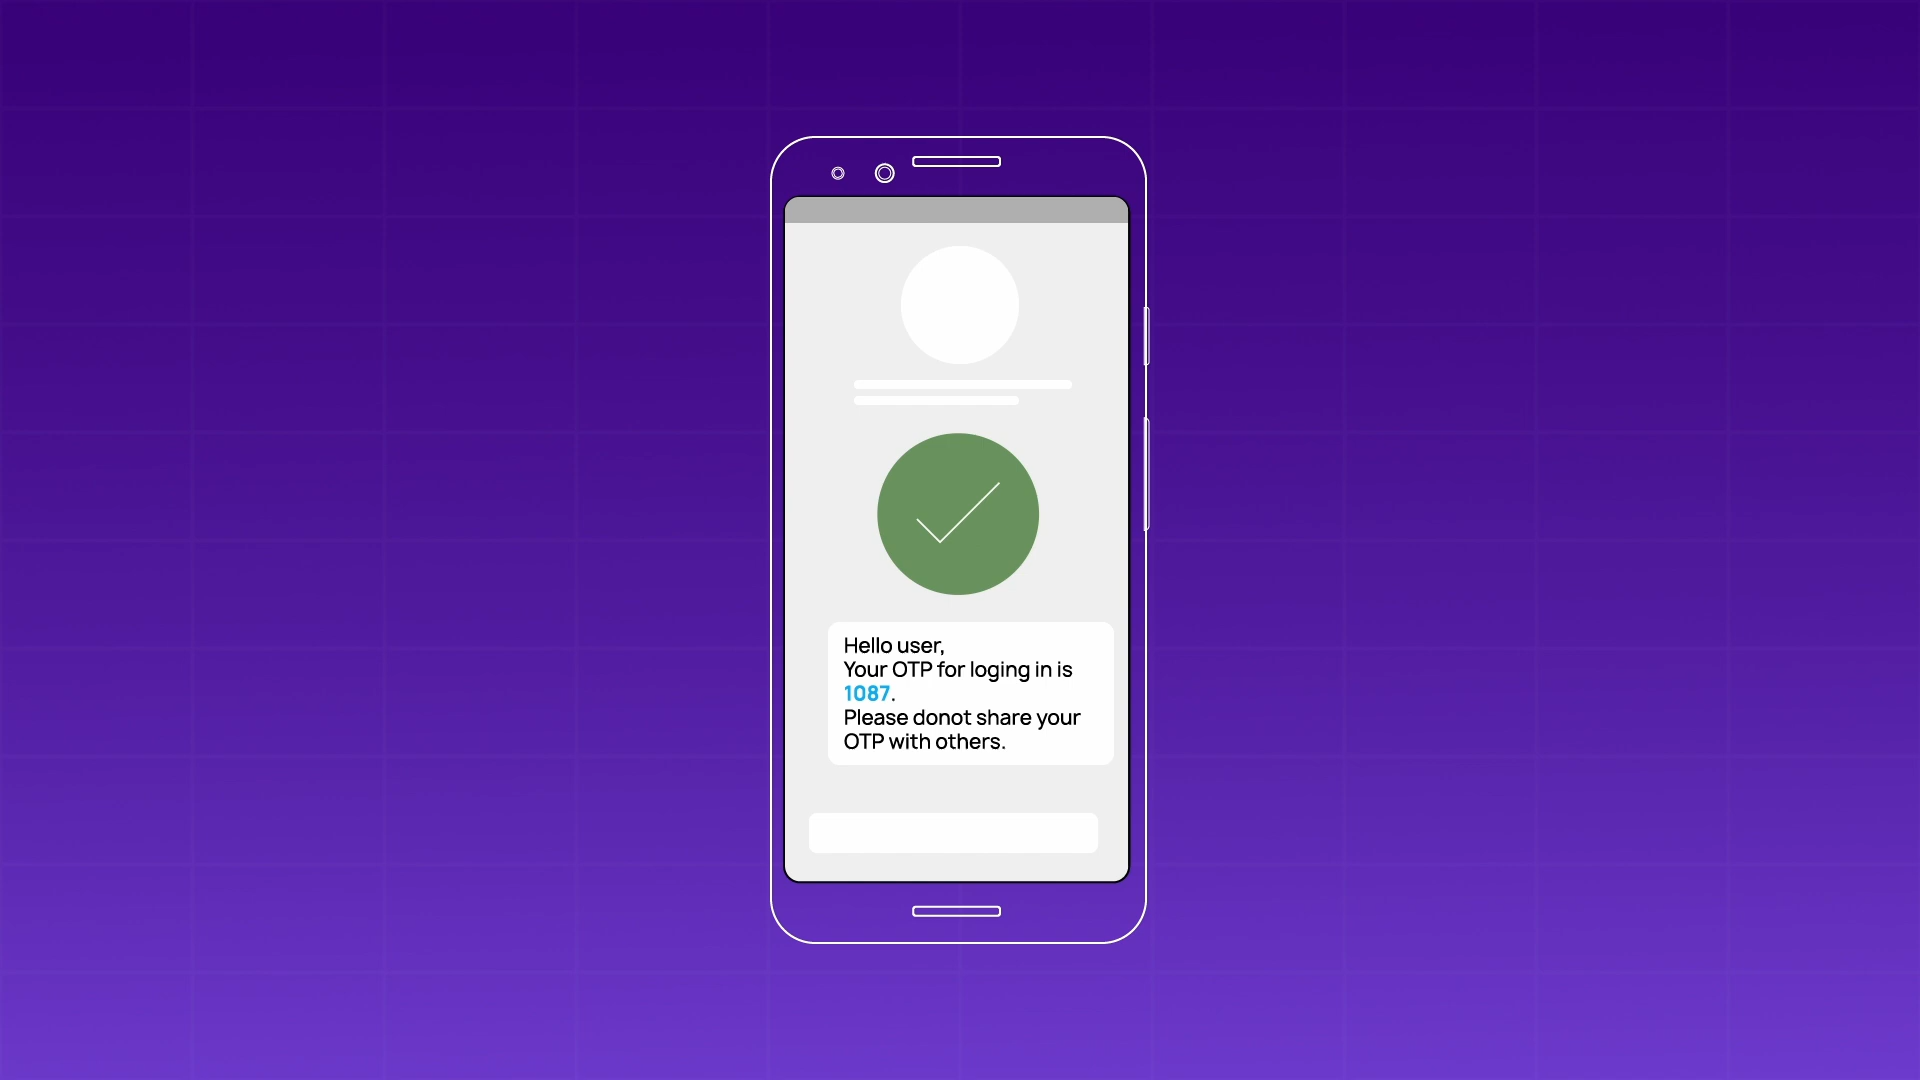 Hello user,
Your OTP for loging in is
1087.
Please donot share your
OTP with others.